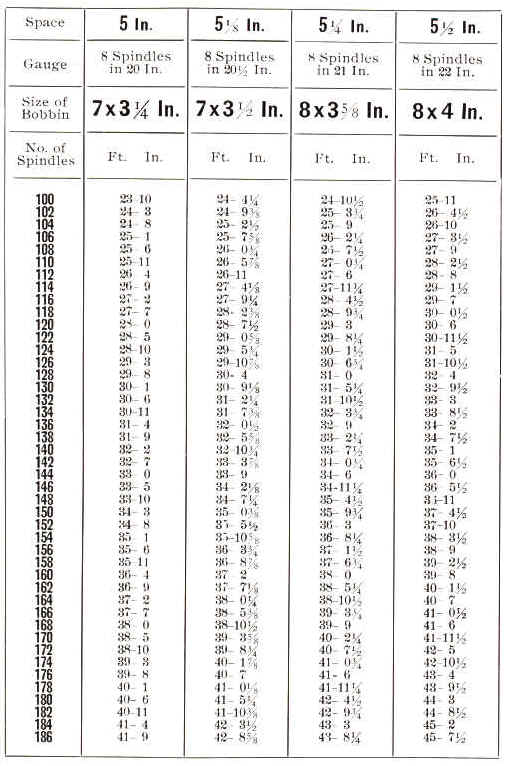 Space 5 In. 5⅛ In. 5¼ In. 5½ In.
Gauge 8 Spindles in 20 In. 8 Spindles in 20½ In. 8 Spindles in 21 In. 8 Spindles in 22 In.
Size of Bobbin 7x3¼ In. 7x3½ In. 8x3⅝ In. 8x4 In.
No. of Spindles Ft. In. Ft. In. Ft. In. Ft. In.
100 23-10 24- 4¼ 24-10½ 25-11
102 24- 3 24- 9⅜ 25- 3¾ 26- 4½
104 24- 8 25- 2½ 25- 9 26-10
106 25- 1 25- 7⅝ 26- 2¼ 27- 3½
108 25- 6 26- 0¾ 26- 7½ 27- 9
110 25-11 26- 5⅞ 27- 0¾ 28- 2½
112 26- 4 26-11 27- 6 28- 8
114 26- 9 27- 4⅛ 27-11¼ 29- 1½
116 27- 2 27- 9¼ 28- 4½ 29- 7
118 27- 7 28- 2⅜ 28- 9¾ 30- 0½
120 28- 0 28- 7½ 29- 3 30- 6
122 28- 5 29- 0⅝ 29- 8¼ 30-11½
124 28-10 29- 5¾ 30- 1½ 31- 5
126 29- 3 29-10⅞ 30- 6¾ 31-10½
128 29- 8 30- 4 31- 0 32- 4
130 30- 1 30- 9⅛ 31- 5¼ 32- 9½
132 30- 6 31- 2¼ 31-10½ 33- 3
134 30-11 31- 7⅜ 32- 3¾ 33- 8½
136 31- 4 32- 0½ 32- 9 34- 2
138 31- 9 32- 5⅝ 33- 2¼ 34- 7½
140 32- 2 32-10¾ 33- 7½ 35- 1
142 32- 7 33- 3⅞ 34- 0¾ 35- 6½
144 33- 0 33- 9 34- 6 36- 0
146 33- 5 34- 2⅛ 34-11¼ 36- 5½
148 33-10 34- 7¼ 35- 4½ 36-11
150 34- 3 35- 0⅜ 35- 9¾ 37- 4½
152 34- 8 35- 5½ 36- 3 37-10
154 35- 1 35-10⅝ 36- 8¼ 38- 3½
156 35- 6 36- 3¾ 37- 1½ 38- 9
158 35-11 36- 8⅞ 37- 6¾ 39- 2½
160 36- 4 37- 2 38- 0 39- 8
162 36- 9 37- 7⅛ 38- 5¼ 40- 1½
164 37- 2 38- 0¼ 38-10½ 40- 7
166 37- 7 38- 5⅜ 39- 3¾ 41- 0½
168 38- 0 38-10½ 39- 9 41- 6
170 38- 5 39- 3⅝ 40- 2¼ 41-11½
172 38-10 39- 8¾ 40- 7½ 42- 5
174 39- 3 40- 1⅞ 41- 0¾ 42-10½
176 39- 8 40- 7 41- 6 43- 4
178 40- 1 41- 0⅛ 41-11¼ 43- 9½
180 40- 6 41- 5¼ 42- 4½ 44- 3
182 40-11 41-10⅜ 42- 9¾ 44- 8½
184 41- 4 42- 3½ 43- 3 45- 2
186 41- 9 42- 8⅝ 43- 8¼ 45- 7½